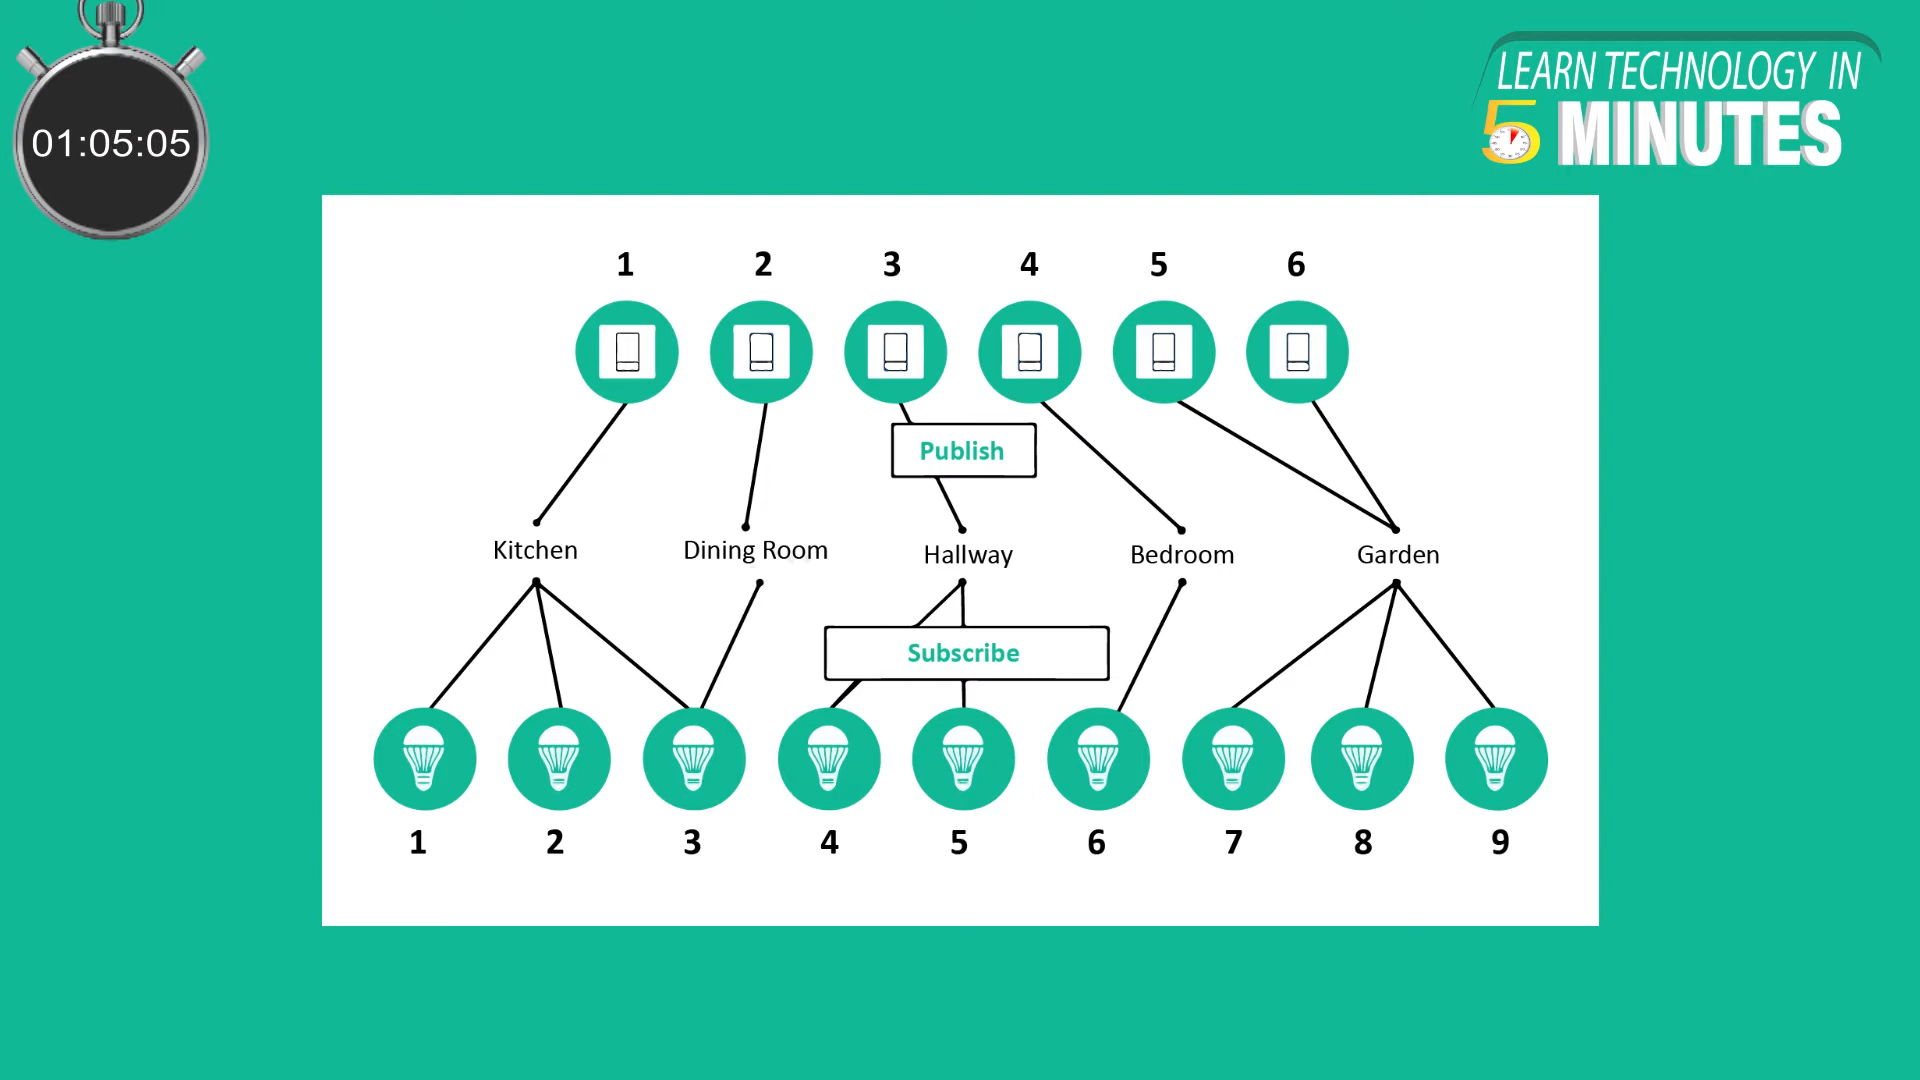 01:05:05
LEARN TECHNOLOGY IN
5 MINUTES
1 2 3 4 5 6
Publish
Kitchen Dining Room Hallway Bedroom Garden
Subscribe
1 2 3 4 5 6 7 8 9